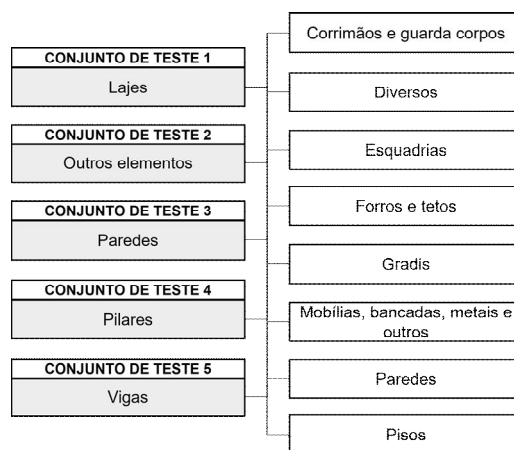 CONJUNTO DE TESTE 1
Lajes
CONJUNTO DE TESTE 2
Outros elementos
CONJUNTO DE TESTE 3
Paredes
CONJUNTO DE TESTE 4
Pilares
CONJUNTO DE TESTE 5
Vigas
Corrimãos e guarda corpos
Diversos
Esquadrias
Forros e tetos
Gradis
Mobílias, bancadas, metais e
outros
Paredes
Pisos